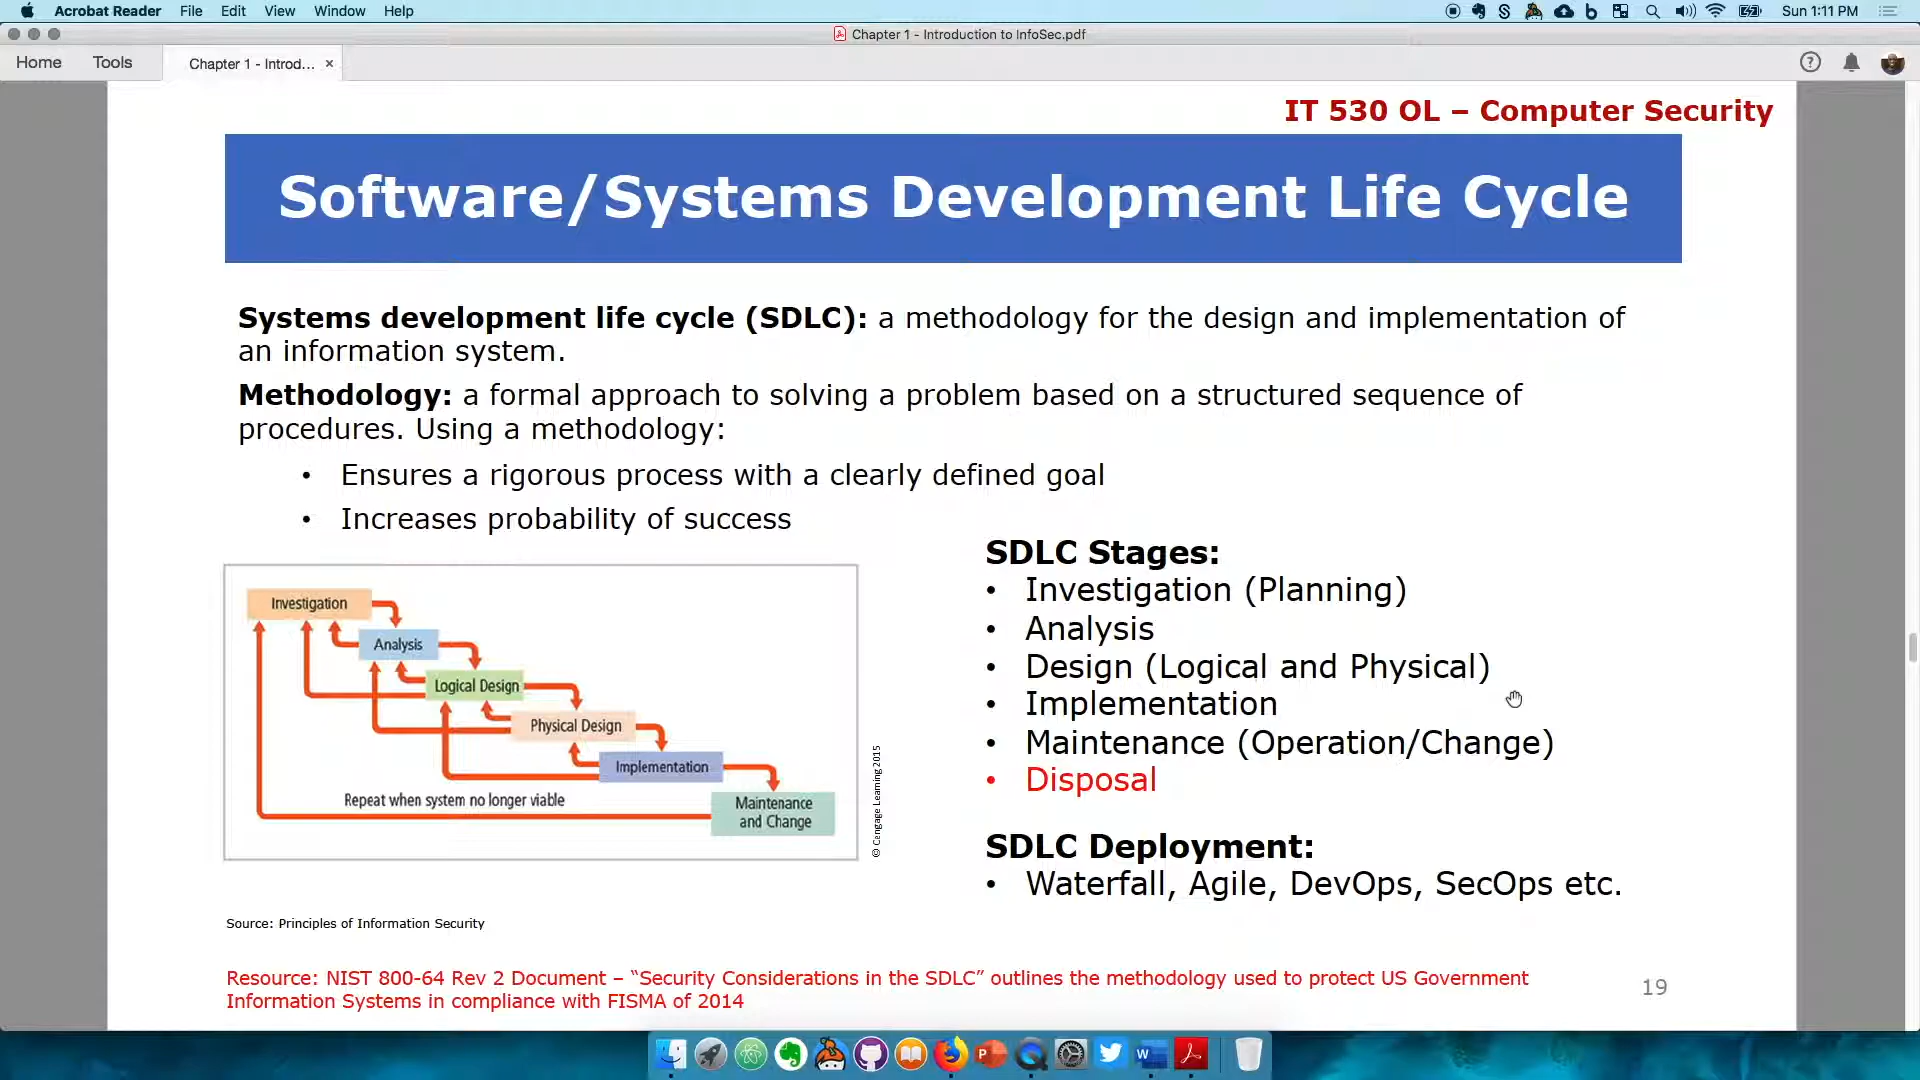 Acrobat Reader File Edit View Window Help Sun 1:11 PM
Chapter 1 - Introduction to InfoSec.pdf
Home Tools Chapter 1 - Introd... ×
IT 530 OL – Computer Security
Software/Systems Development Life Cycle
Systems development life cycle (SDLC): a methodology for the design and implementation of
an information system.
Methodology: a formal approach to solving a problem based on a structured sequence of
procedures. Using a methodology:
• Ensures a rigorous process with a clearly defined goal
• Increases probability of success
Investigation
Analysis
Logical Design
Physical Design
Implementation
Maintenance
and Change
Repeat when system no longer viable
© Cengage Learning 2015
SDLC Stages:
• Investigation (Planning)
• Analysis
• Design (Logical and Physical)
• Implementation
• Maintenance (Operation/Change)
• Disposal
SDLC Deployment:
• Waterfall, Agile, DevOps, SecOps etc.
Source: Principles of Information Security
Resource: NIST 800-64 Rev 2 Document – “Security Considerations in the SDLC” outlines the methodology used to protect US Government
Information Systems in compliance with FISMA of 2014
19